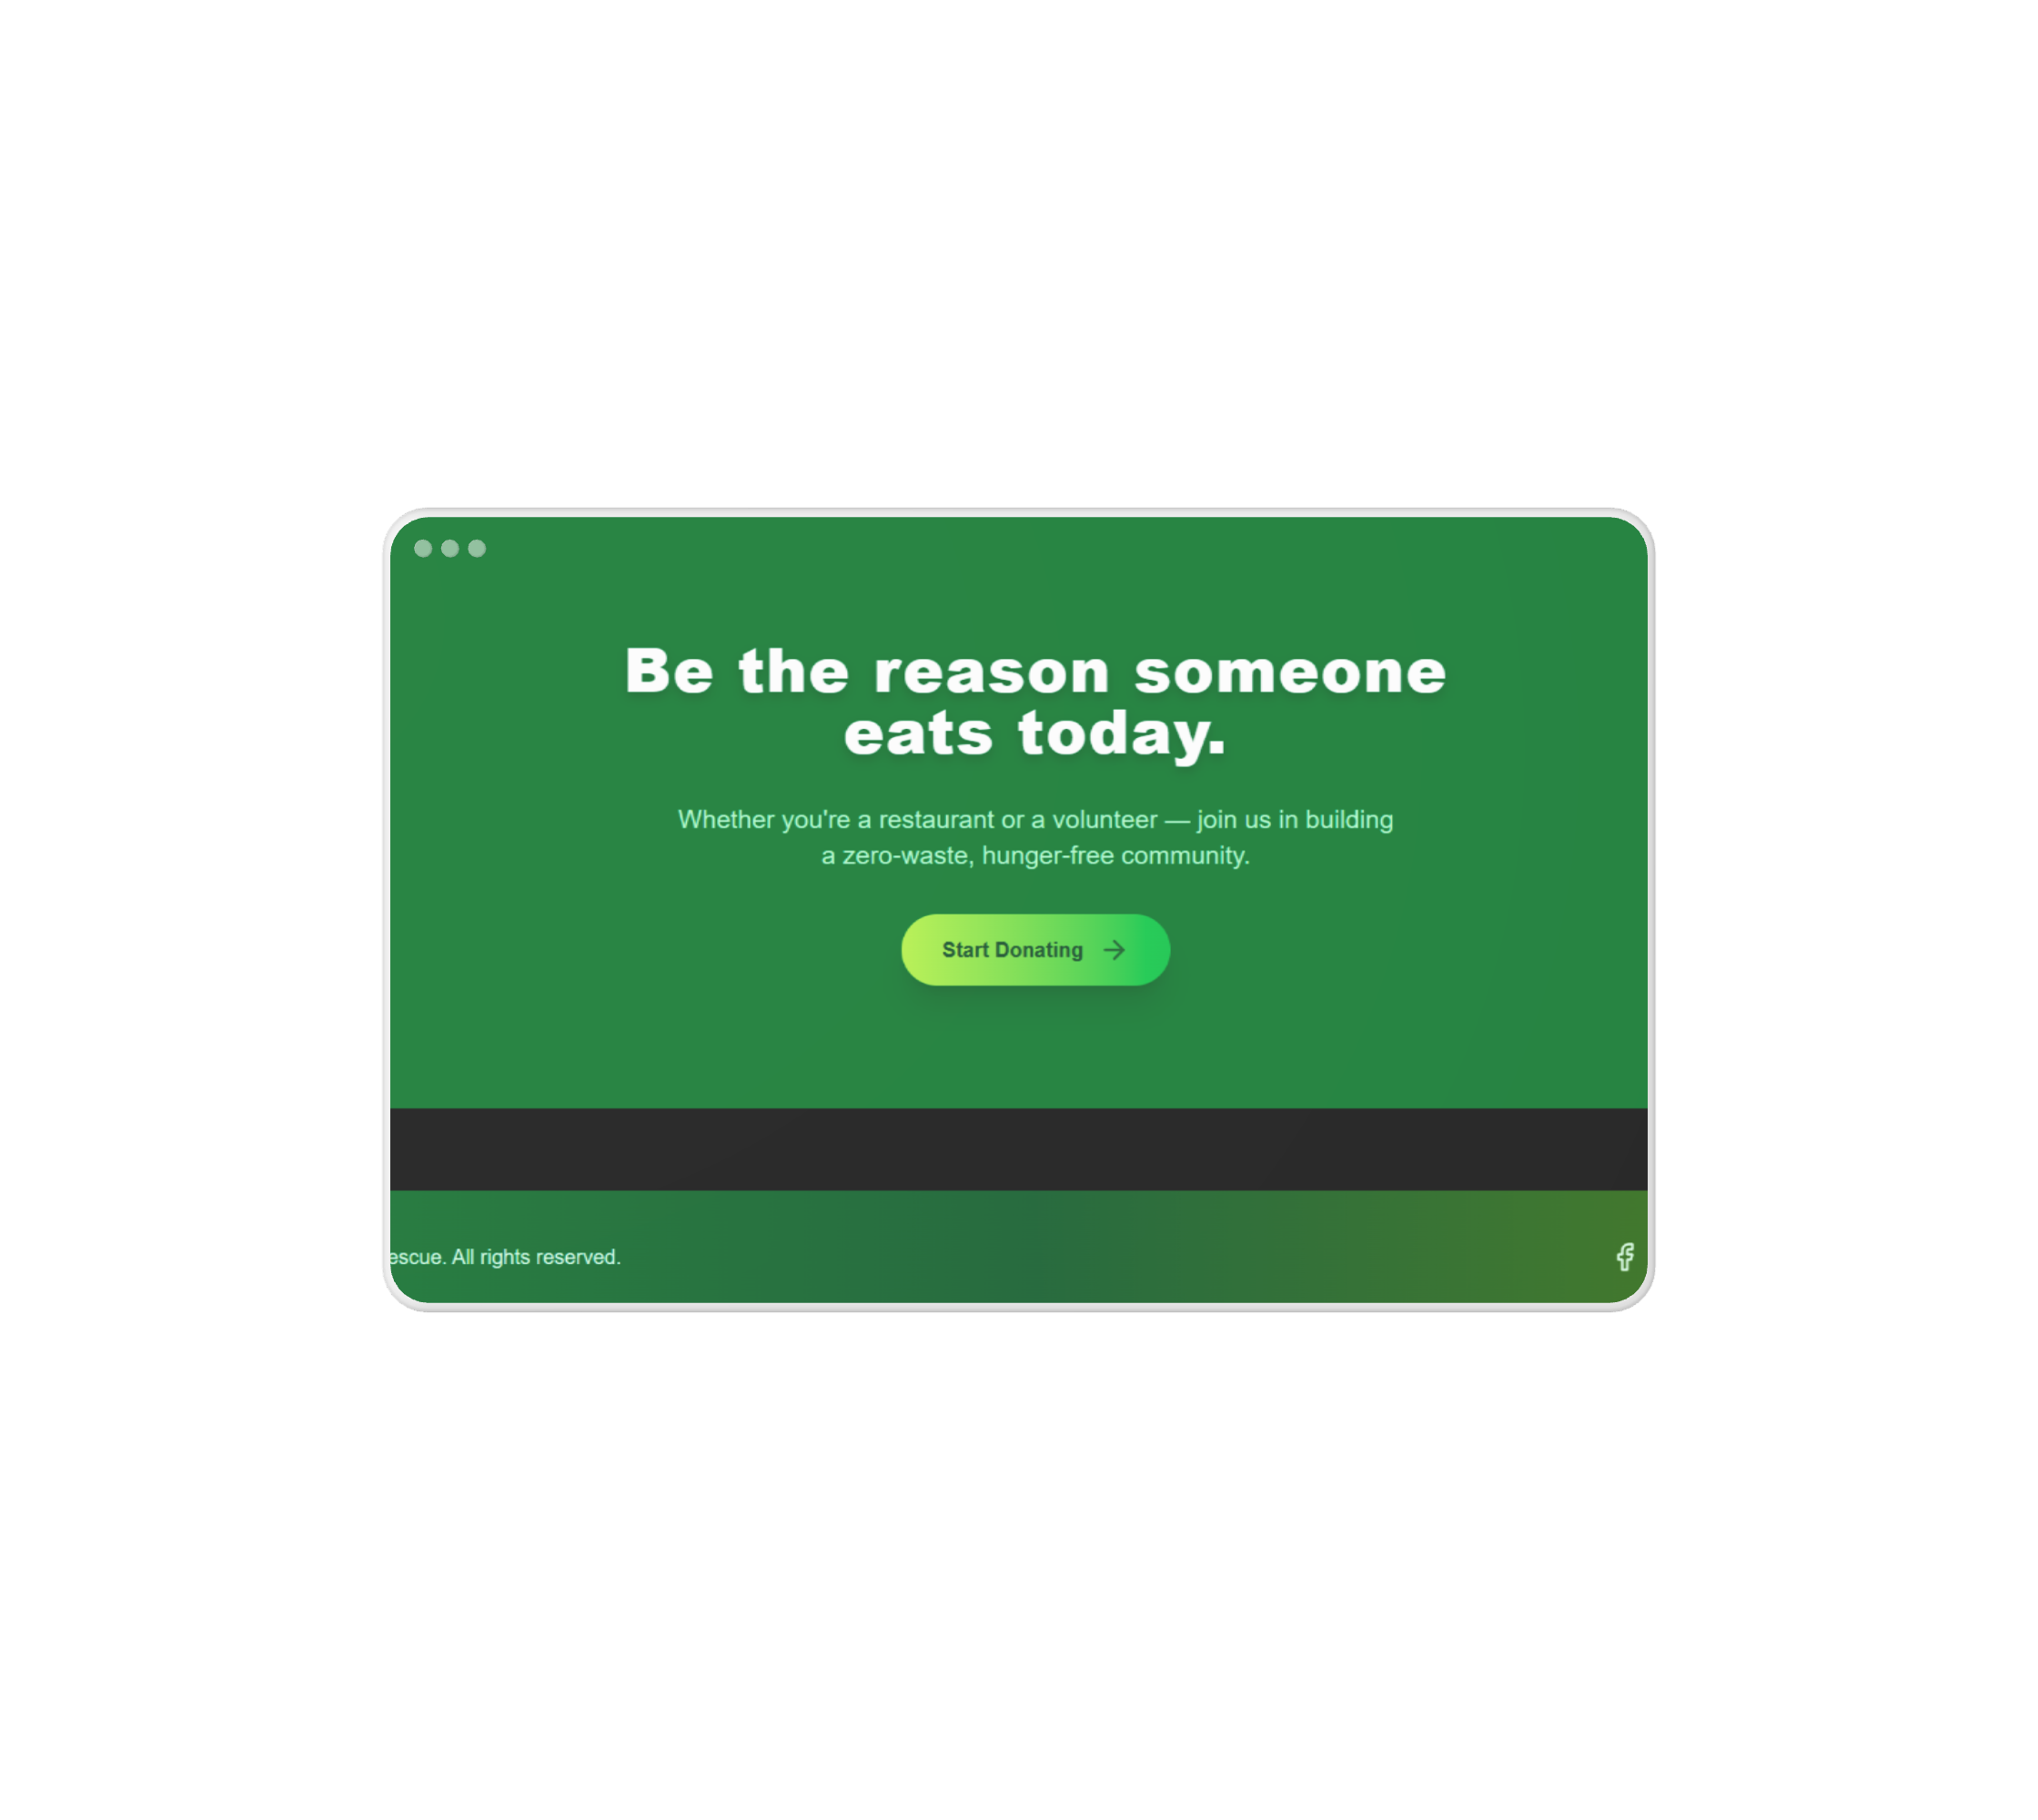 Be the reason someone
eats today.
Whether you're a restaurant or a volunteer — join us in building
a zero-waste, hunger-free community.
Start Donating
escue. All rights reserved.